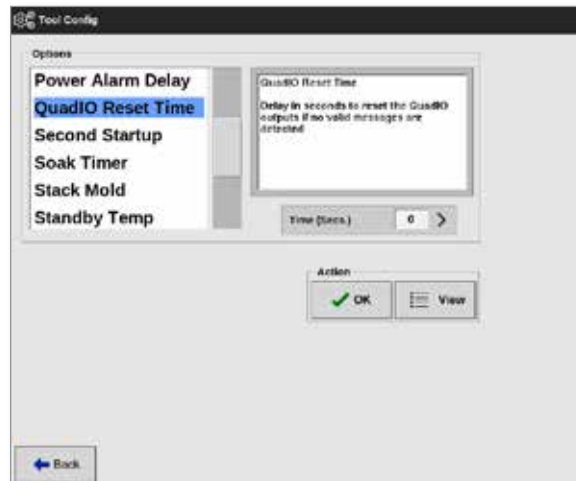 Tool Config
Options
Power Alarm Delay
QuadIO Reset Time
Second Startup
Soak Timer
Stack Mold
Standby Temp
QuadIO Reset Time
Delay in seconds to reset the QuadIO
outputs if no valid messages are
detected
Time (Secs.)
0
Action
OK
View
Back